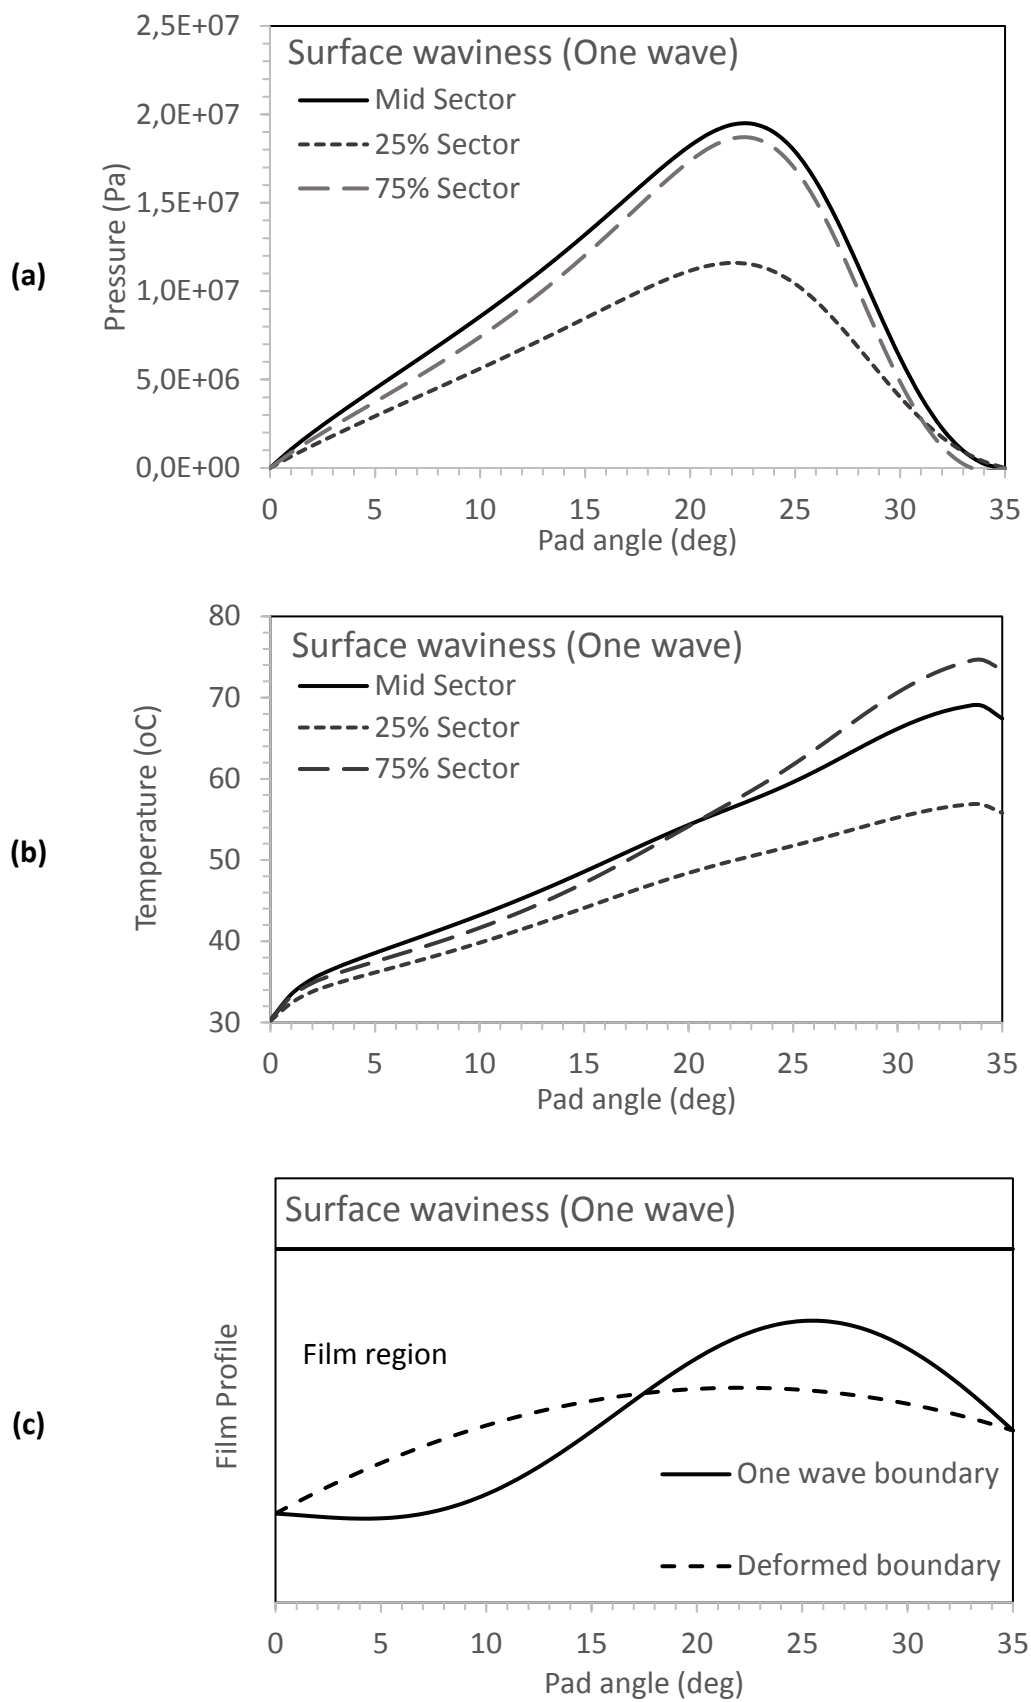 (a)
Surface waviness (One wave)
Mid Sector
25% Sector
75% Sector
Pressure (Pa)
2,5E+07
2,0E+07
1,5E+07
1,0E+07
5,0E+06
0,0E+00
0 5 10 15 20 25 30 35
Pad angle (deg)
(b)
Surface waviness (One wave)
Mid Sector
25% Sector
75% Sector
Temperature (oC)
80
70
60
50
40
30
0 5 10 15 20 25 30 35
Pad angle (deg)
(c)
Surface waviness (One wave)
Film Profile
Film region
One wave boundary
Deformed boundary
0 5 10 15 20 25 30 35
Pad angle (deg)